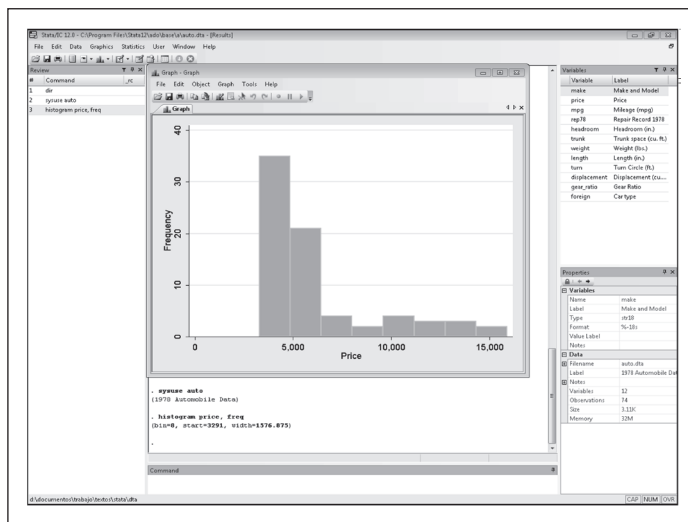 Stata/IC 12.0 - C:\Program Files\Stata12\ado\base\a\auto.dta - [Results]
File Edit Data Graphics Statistics User Window Help
Review
# Command _rc
1 dir
2 sysuse auto
3 histogram price, freq
Graph - Graph
File Edit Object Graph Tools Help
Graph
40
30
20
10
0
Frequency
0 5,000 10,000 15,000
Price
. sysuse auto
(1978 Automobile Data)
. histogram price, freq
(bin=8, start=3291, width=1576.875)
.
Command
Variables
Variable Label
make Make and Model
price Price
mpg Mileage (mpg)
rep78 Repair Record 1978
headroom Headroom (in.)
trunk Trunk space (cu. ft.)
weight Weight (lbs.)
length Length (in.)
turn Turn Circle (ft.)
displacement Displacement (cu....
gear_ratio Gear Ratio
foreign Car type
Properties
Variables
Name make
Label Make and Model
Type str18
Format %-18s
Value Label
Notes
Data
Filename auto.dta
Label 1978 Automobile Dat
Notes
Variables 12
Observations 74
Size 3.11K
Memory 32M
d:\documentos\trabajo\textos\stata\dta
CAP NUM OVR